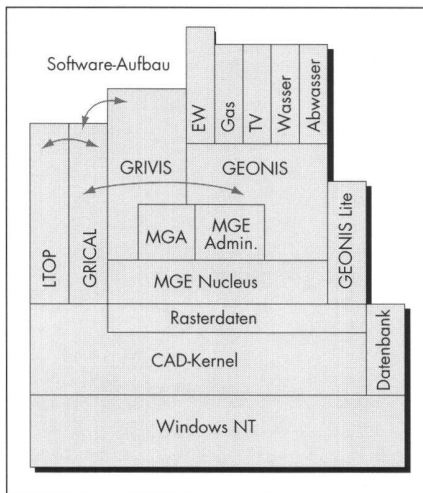 Software-Aufbau
EW
Gas
TV
Wasser
Abwasser
GRIVIS
GEONIS
LTOP
GRICAL
MGA
MGE
Admin.
GEONIS Lite
MGE Nucleus
Rasterdaten
CAD-Kernel
Datenbank
Windows NT